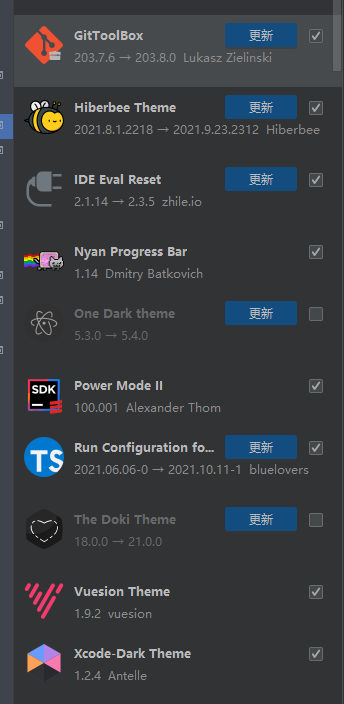 GitToolBox 更新
203.7.6 → 203.8.0 Lukasz Zielinski
Hiberbee Theme 更新
2021.8.1.2218 → 2021.9.23.2312 Hiberbee
IDE Eval Reset 更新
2.1.14 → 2.3.5 zhile.io
Nyan Progress Bar
1.14 Dmitry Batkovich
One Dark theme 更新
5.3.0 → 5.4.0
Power Mode II
SDK
100.001 Alexander Thom
Run Configuration fo... 更新
TS
2021.06.06-0 → 2021.10.11-1 bluelovers
The Doki Theme 更新
18.0.0 → 21.0.0
Vuesion Theme
1.9.2 vuesion
Xcode-Dark Theme
1.2.4 Antelle